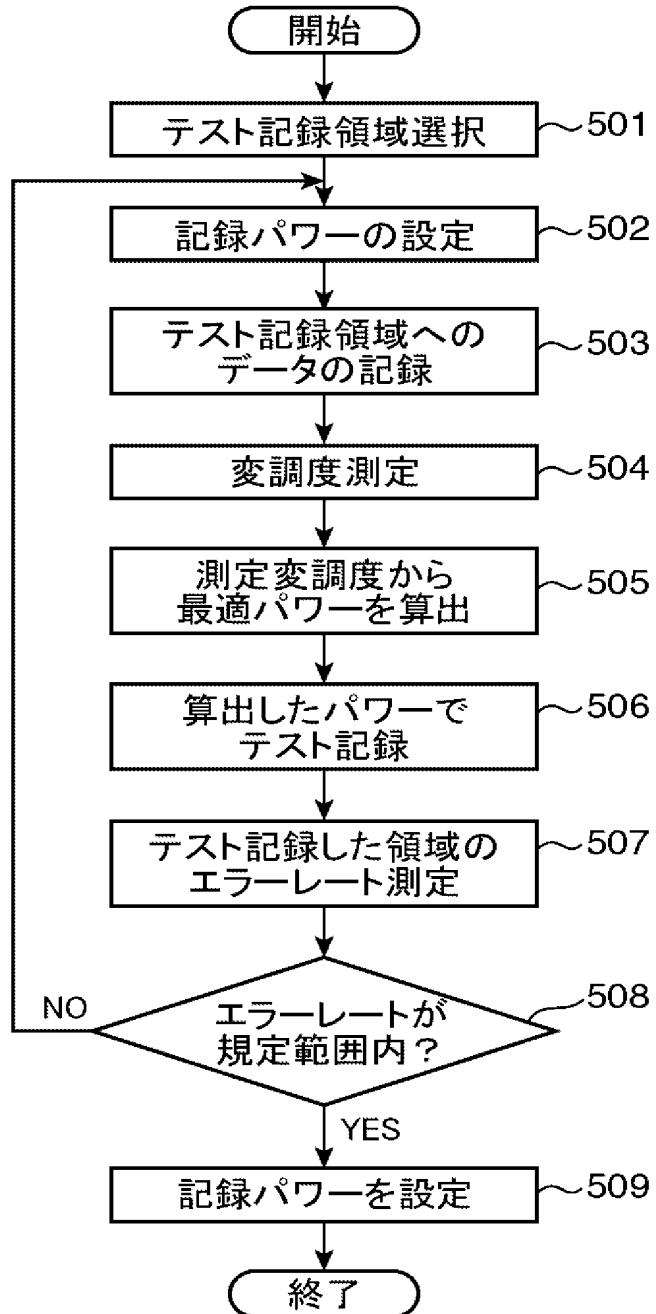 開始
テスト記録領域選択
501
記録パワーの設定
502
テスト記録領域への
データの記録
503
変調度測定
504
測定変調度から
最適パワーを算出
505
算出したパワーで
テスト記録
506
テスト記録した領域の
エラーレート測定
507
エラーレートが
規定範囲内?
508
NO
YES
記録パワーを設定
509
終了